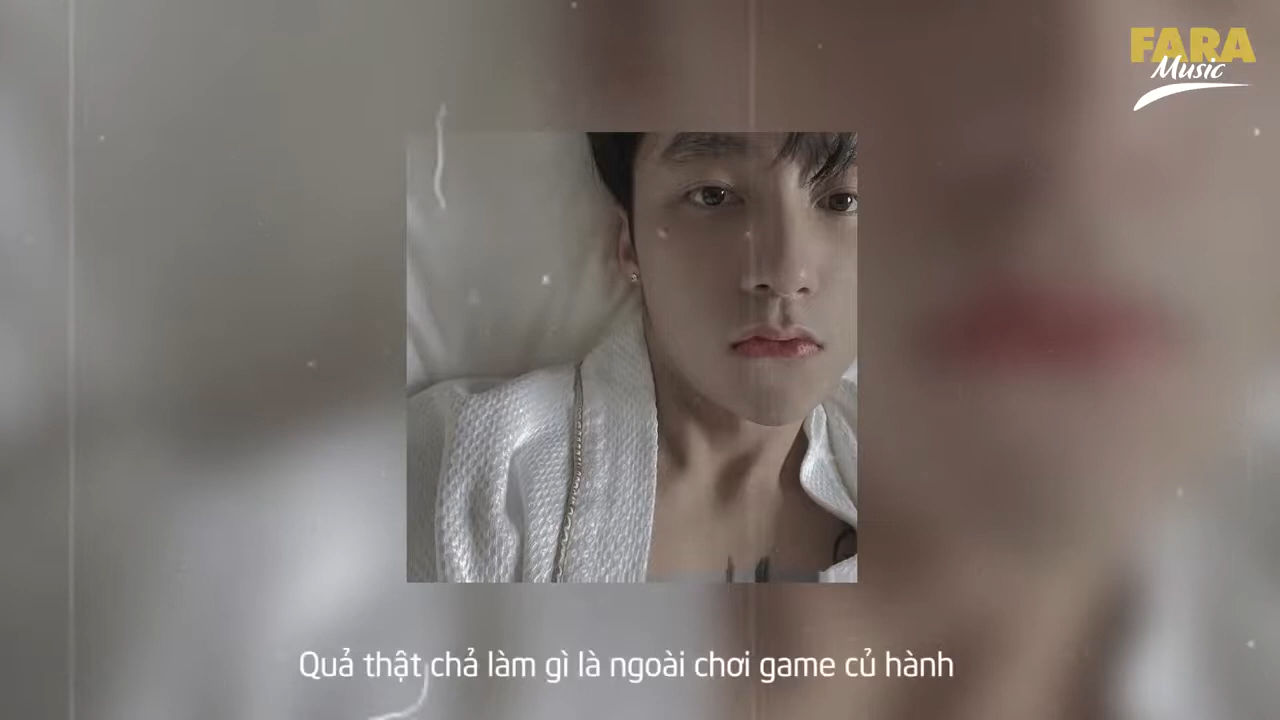 FARA
Music
Quả thật chả làm gì là ngoài chơi game củ hành